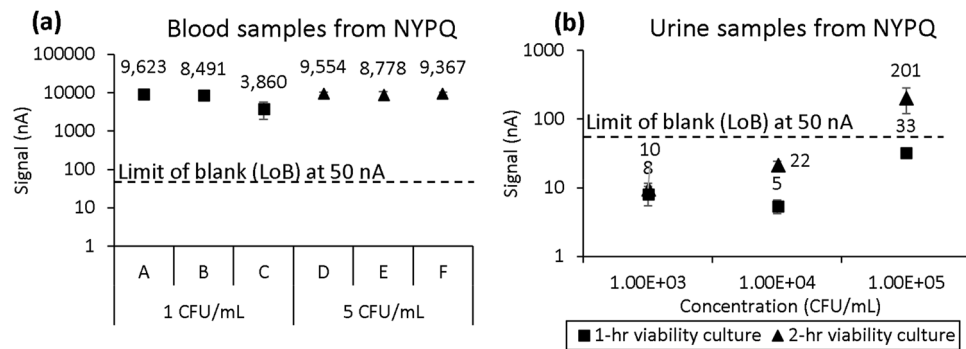 (a)
Blood samples from NYPQ
Signal (nA)
100000
10000
1000
100
10
1
9,623
8,491
3,860
9,554
8,778
9,367
Limit of blank (LoB) at 50 nA
A B C D E F
1 CFU/mL 5 CFU/mL
(b)
Urine samples from NYPQ
Signal (nA)
1000
100
10
1
201
Limit of blank (LoB) at 50 nA
33
10
8
22
5
1.00E+03 1.00E+04 1.00E+05
Concentration (CFU/mL)
1-hr viability culture 2-hr viability culture